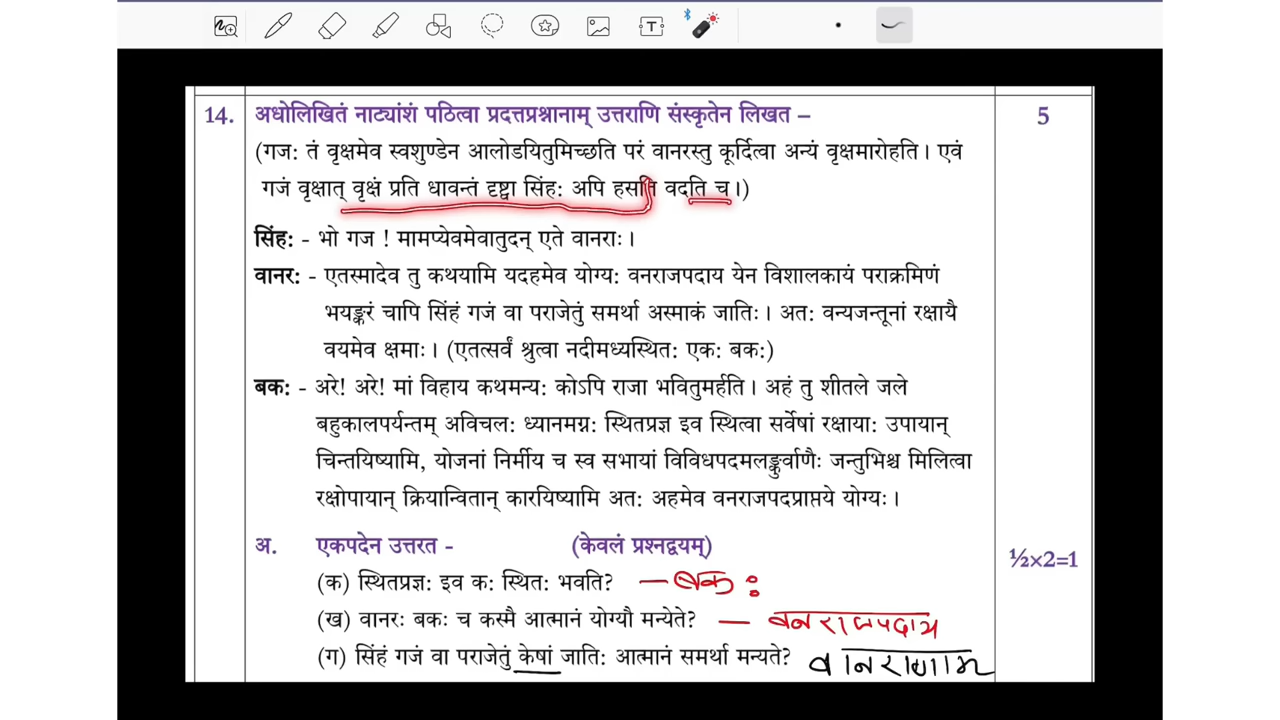 14. अधोलिखितं नाट्यांशं पठित्वा प्रदत्तप्रश्नानाम् उत्तराणि संस्कृतेन लिखत – 5
(गज: तं वृक्षमेव स्वशुण्डेन आलोडयितुमिच्छति परं वानरस्तु कूर्दित्वा अन्यं वृक्षमारोहति। एवं
गजं वृक्षात् वृक्षं प्रति धावन्तं दृष्ट्वा सिंह: अपि हसति वदति च।)
सिंह: - भो गज ! मामप्येवमेवातुदन् एते वानराः।
वानर: - एतस्मादेव तु कथयामि यदहमेव योग्य: वनराजपदाय येन विशालकायं पराक्रमिणं
भयङ्करं चापि सिंहं गजं वा पराजेतुं समर्था अस्माकं जातिः। अत: वन्यजन्तूनां रक्षायै
वयमेव क्षमाः। (एतत्सर्वं श्रुत्वा नदीमध्यस्थित: एक: बक:)
बक: - अरे! अरे! मां विहाय कथमन्य: कोऽपि राजा भवितुमर्हति। अहं तु शीतले जले
बहुकालपर्यन्तम् अविचल: ध्यानमग्न: स्थितप्रज्ञ इव स्थित्वा सर्वेषां रक्षाया: उपायान्
चिन्तयिष्यामि, योजनां निर्मीय च स्व सभायां विविधपदमलङ्कुर्वाणैः जन्तुभिश्च मिलित्वा
रक्षोपायान् क्रियान्वितान् कारयिष्यामि अत: अहमेव वनराजपदप्राप्तये योग्यः।
अ. एकपदेन उत्तरत - (केवलं प्रश्नद्वयम्) ½×2=1
(क) स्थितप्रज्ञ: इव क: स्थित: भवति? – बक:
(ख) वानरः बकः च कस्मै आत्मानं योग्यौ मन्येते? – वनराजपदाय
(ग) सिंहं गजं वा पराजेतुं केषां जाति: आत्मानं समर्था मन्यते? वानराणाम